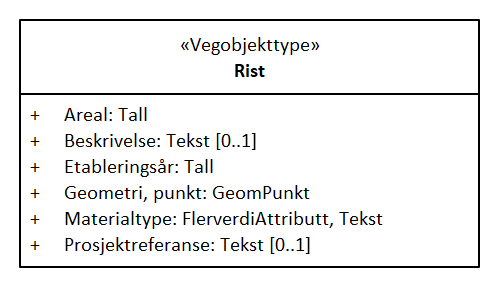 «Vegobjekttype»
Rist
+ Areal: Tall
+ Beskrivelse: Tekst [0..1]
+ Etableringsår: Tall
+ Geometri, punkt: GeomPunkt
+ Materialtype: FlerverdiAttributt, Tekst
+ Prosjektreferanse: Tekst [0..1]